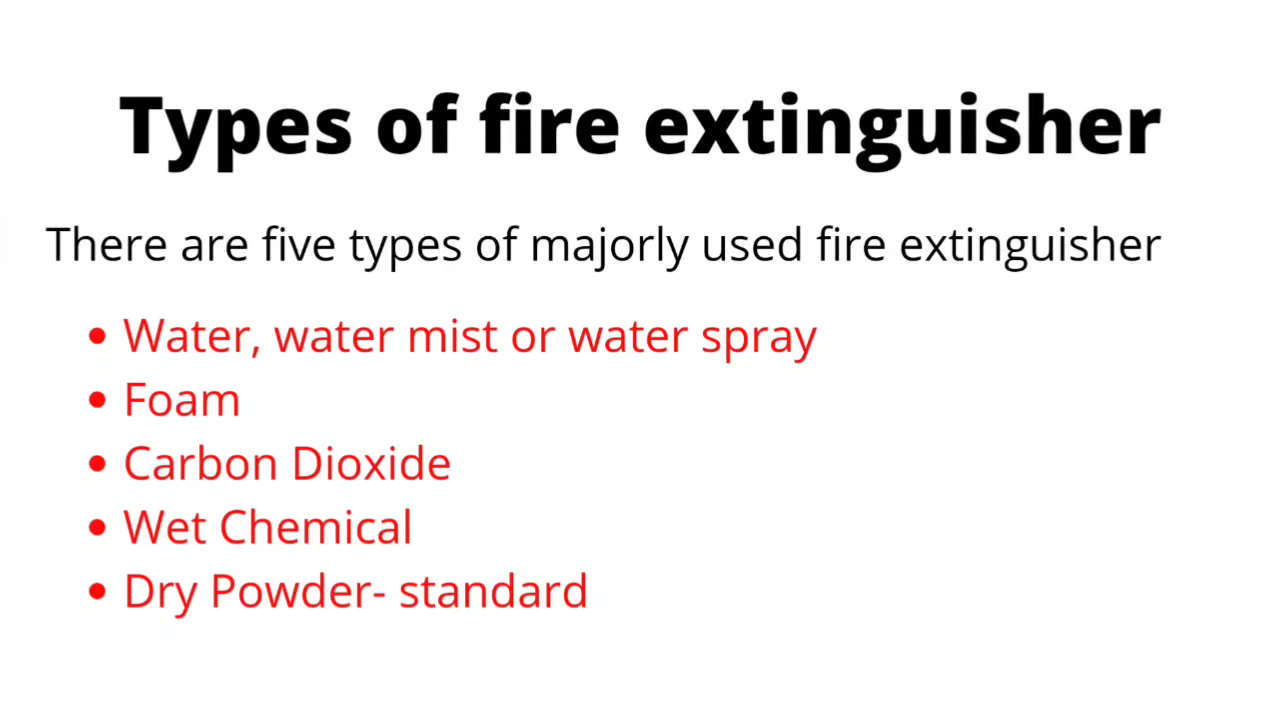 Types of fire extinguisher
There are five types of majorly used fire extinguisher
• Water, water mist or water spray
• Foam
• Carbon Dioxide
• Wet Chemical
• Dry Powder- standard